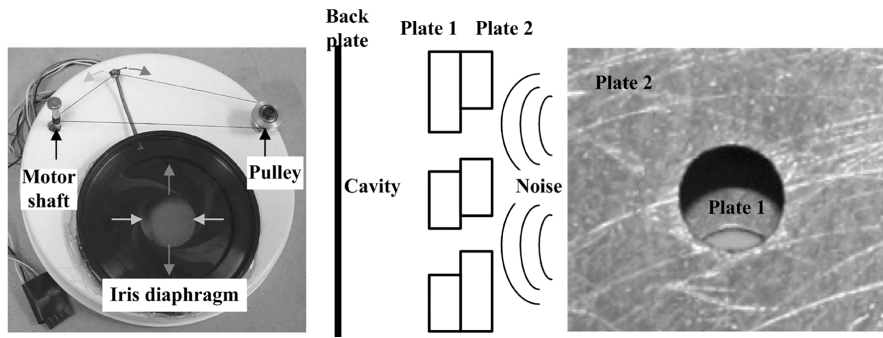 Motor
shaft
Pulley
Iris diaphragm
Back
plate
Plate 1
Plate 2
Cavity
Noise
Plate 2
Plate 1